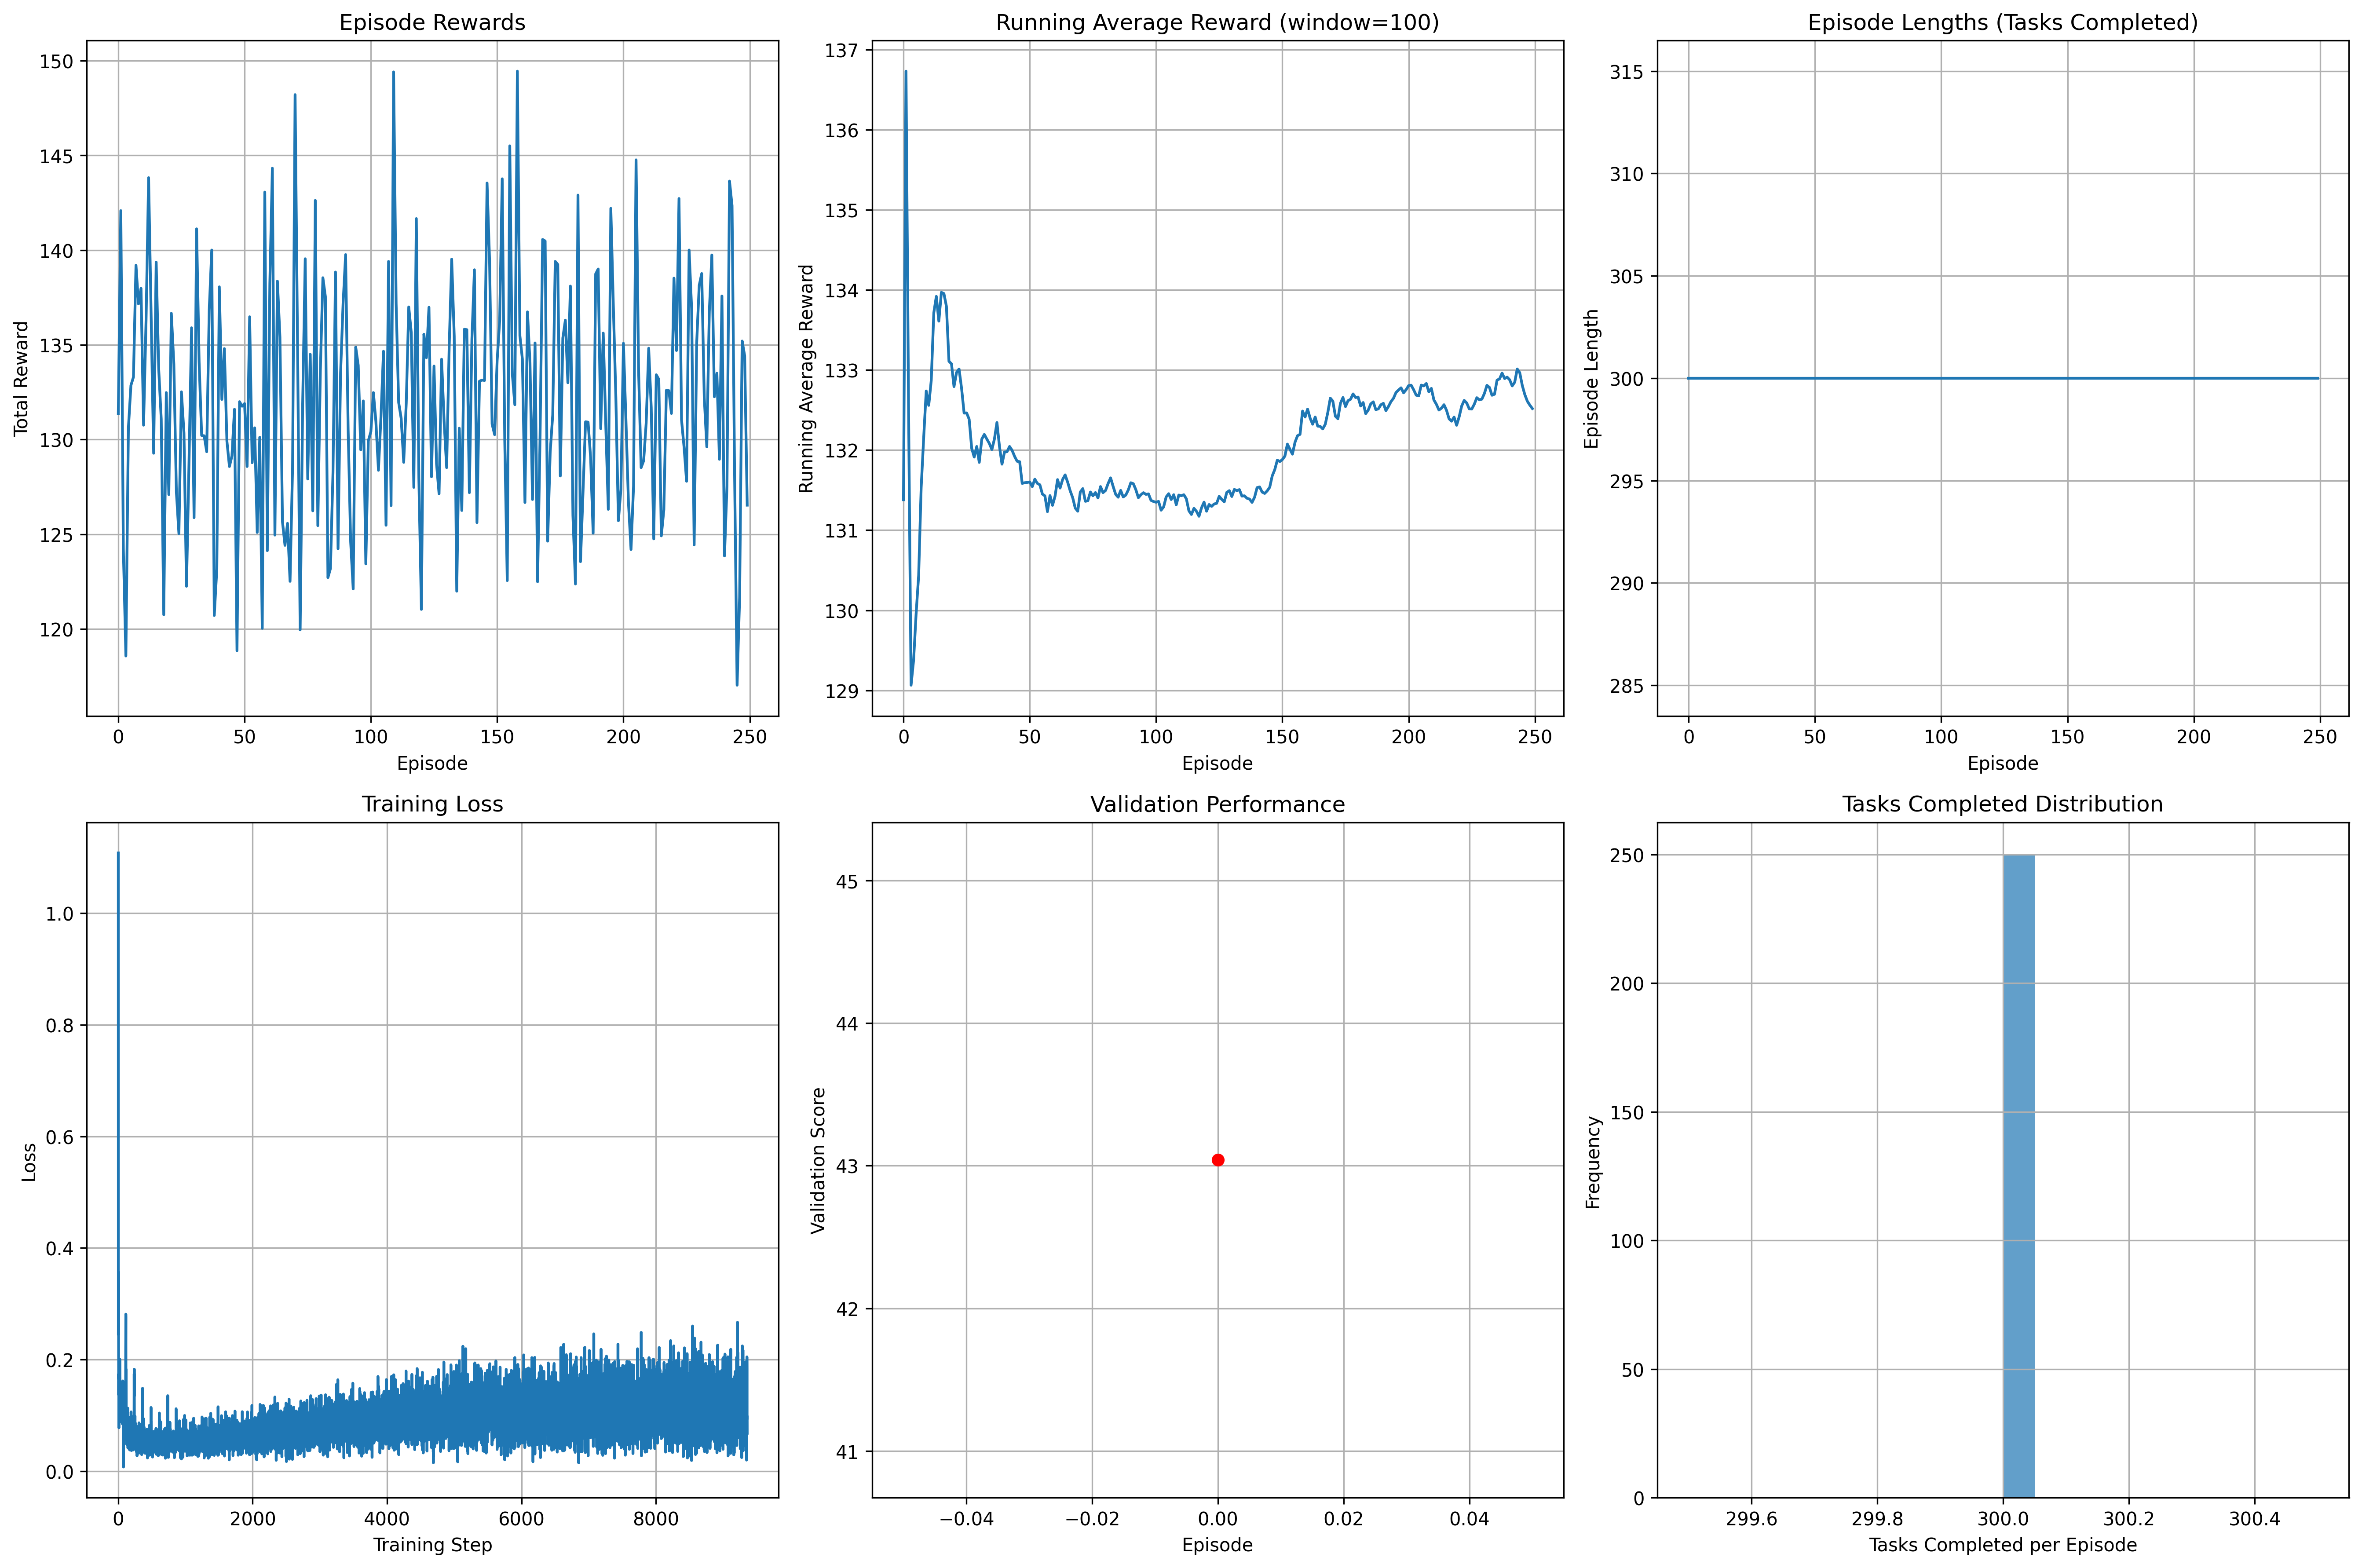 Episode Rewards
Total Reward
150
145
140
135
130
125
120
0 50 100 150 200 250
Episode
Running Average Reward (window=100)
Running Average Reward
137
136
135
134
133
132
131
130
129
0 50 100 150 200 250
Episode
Episode Lengths (Tasks Completed)
Episode Length
315
310
305
300
295
290
285
0 50 100 150 200 250
Episode
Training Loss
Loss
1.0
0.8
0.6
0.4
0.2
0.0
0 2000 4000 6000 8000
Training Step
Validation Performance
Validation Score
45
44
43
42
41
−0.04 −0.02 0.00 0.02 0.04
Episode
Tasks Completed Distribution
Frequency
250
200
150
100
50
0
299.6 299.8 300.0 300.2 300.4
Tasks Completed per Episode